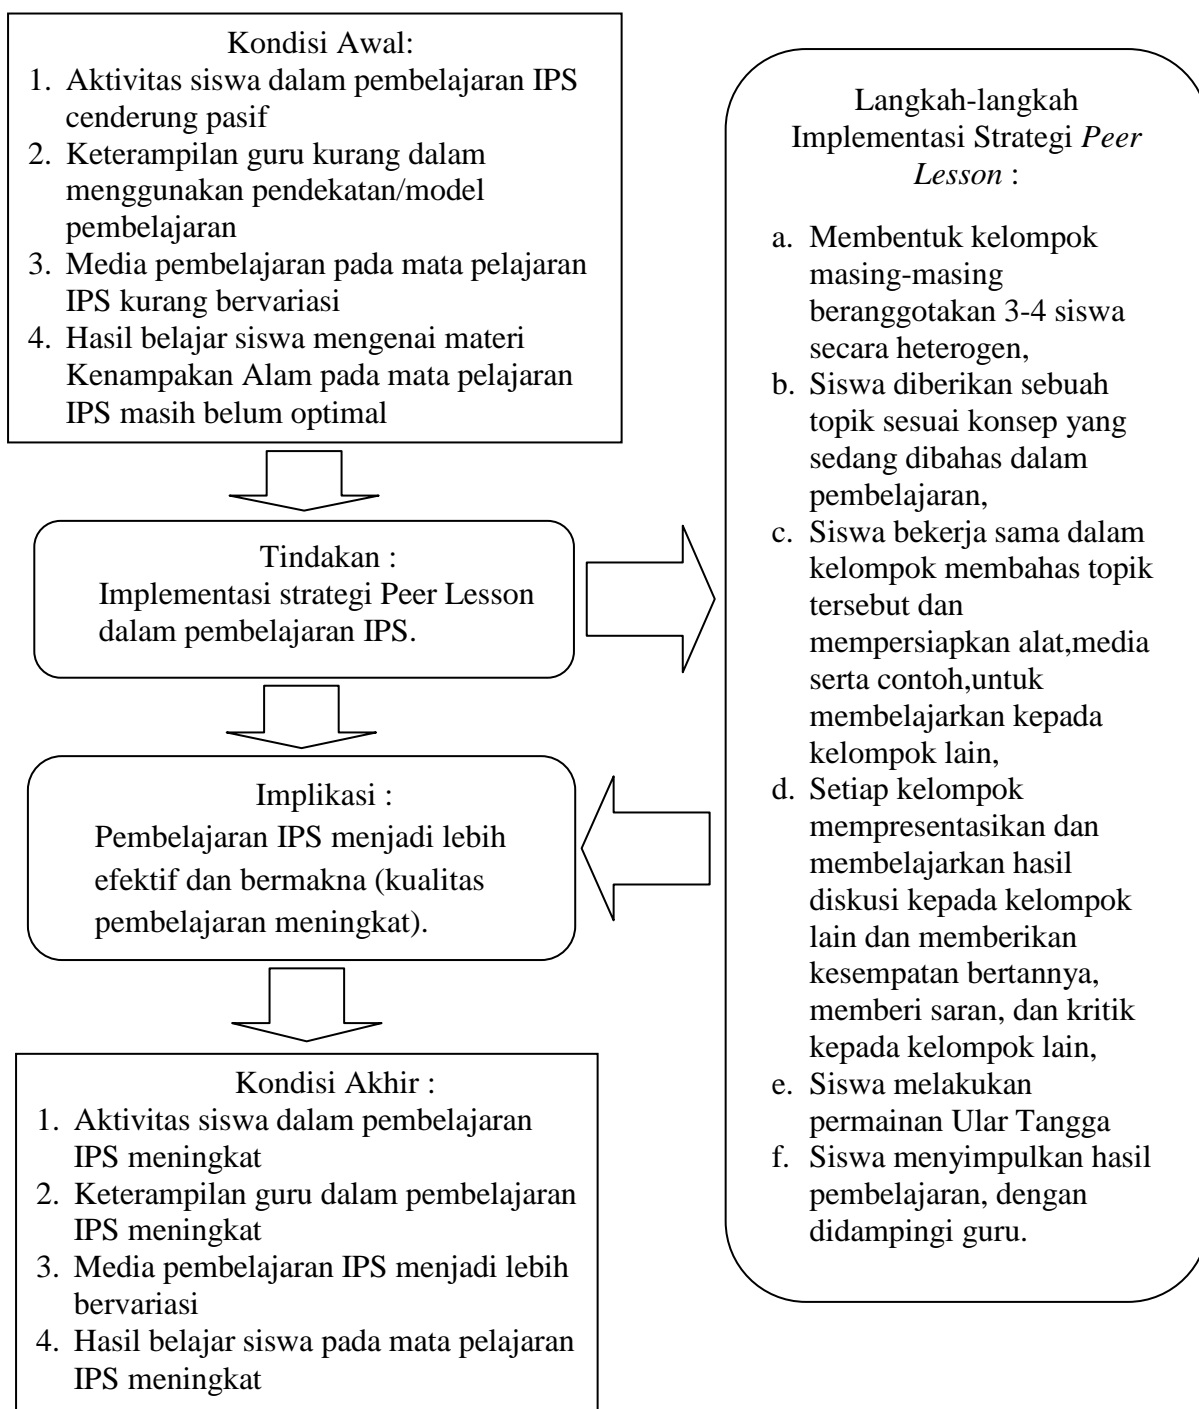 Kondisi Awal:
1. Aktivitas siswa dalam pembelajaran IPS
cenderung pasif
2. Keterampilan guru kurang dalam
menggunakan pendekatan/model
pembelajaran
3. Media pembelajaran pada mata pelajaran
IPS kurang bervariasi
4. Hasil belajar siswa mengenai materi
Kenampakan Alam pada mata pelajaran
IPS masih belum optimal
Tindakan :
Implementasi strategi Peer Lesson
dalam pembelajaran IPS.
Langkah-langkah
Implementasi Strategi Peer
Lesson :
a. Membentuk kelompok
masing-masing
beranggotakan 3-4 siswa
secara heterogen,
b. Siswa diberikan sebuah
topik sesuai konsep yang
sedang dibahas dalam
pembelajaran,
c. Siswa bekerja sama dalam
kelompok membahas topik
tersebut dan
mempersiapkan alat,media
serta contoh,untuk
membelajarkan kepada
kelompok lain,
d. Setiap kelompok
mempresentasikan dan
membelajarkan hasil
diskusi kepada kelompok
lain dan memberikan
kesempatan bertannya,
memberi saran, dan kritik
kepada kelompok lain,
e. Siswa melakukan
permainan Ular Tangga
f. Siswa menyimpulkan hasil
pembelajaran, dengan
didampingi guru.
Implikasi :
Pembelajaran IPS menjadi lebih
efektif dan bermakna (kualitas
pembelajaran meningkat).
Kondisi Akhir :
1. Aktivitas siswa dalam pembelajaran
IPS meningkat
2. Keterampilan guru dalam pembelajaran
IPS meningkat
3. Media pembelajaran IPS menjadi lebih
bervariasi
4. Hasil belajar siswa pada mata pelajaran
IPS meningkat